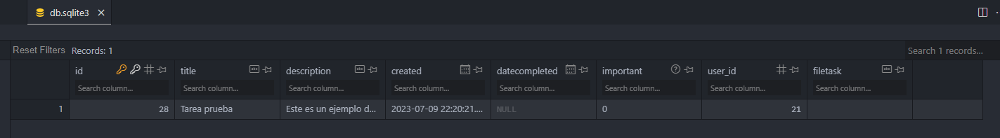 db.sqlite3
Reset Filters Records: 1 Search 1 records...
id title description created datecompleted important user_id filetask
Search column... Search column... Search column... Search column... Search column... Search column... Search column... Search column...
1 28 Tarea prueba Este es un ejemplo d... 2023-07-09 22:20:21.... NULL 0 21